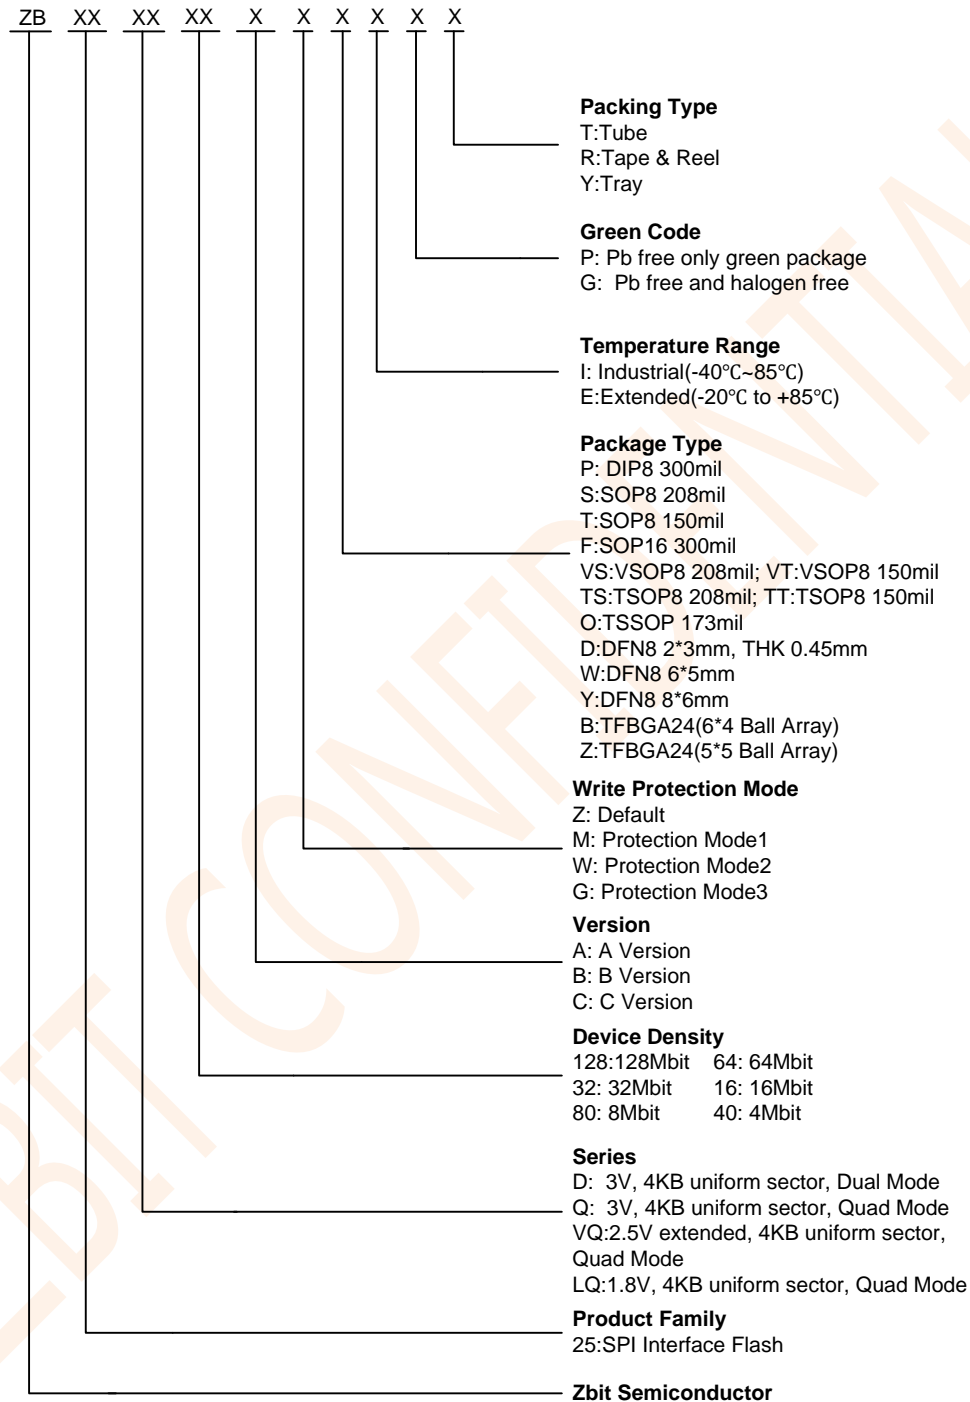 ZB XX XX XX X X X X X X
Packing Type
T:Tube
R:Tape & Reel
Y:Tray
Green Code
P: Pb free only green package
G: Pb free and halogen free
Temperature Range
I: Industrial(-40℃~85℃)
E:Extended(-20℃ to +85℃)
Package Type
P: DIP8 300mil
S:SOP8 208mil
T:SOP8 150mil
F:SOP16 300mil
VS:VSOP8 208mil; VT:VSOP8 150mil
TS:TSOP8 208mil; TT:TSOP8 150mil
O:TSSOP 173mil
D:DFN8 2*3mm, THK 0.45mm
W:DFN8 6*5mm
Y:DFN8 8*6mm
B:TFBGA24(6*4 Ball Array)
Z:TFBGA24(5*5 Ball Array)
Write Protection Mode
Z: Default
M: Protection Mode1
W: Protection Mode2
G: Protection Mode3
Version
A: A Version
B: B Version
C: C Version
Device Density
128:128Mbit 64: 64Mbit
32: 32Mbit 16: 16Mbit
80: 8Mbit 40: 4Mbit
Series
D: 3V, 4KB uniform sector, Dual Mode
Q: 3V, 4KB uniform sector, Quad Mode
VQ:2.5V extended, 4KB uniform sector,
Quad Mode
LQ:1.8V, 4KB uniform sector, Quad Mode
Product Family
25:SPI Interface Flash
Zbit Semiconductor
ZBIT CONFIDENTIAL